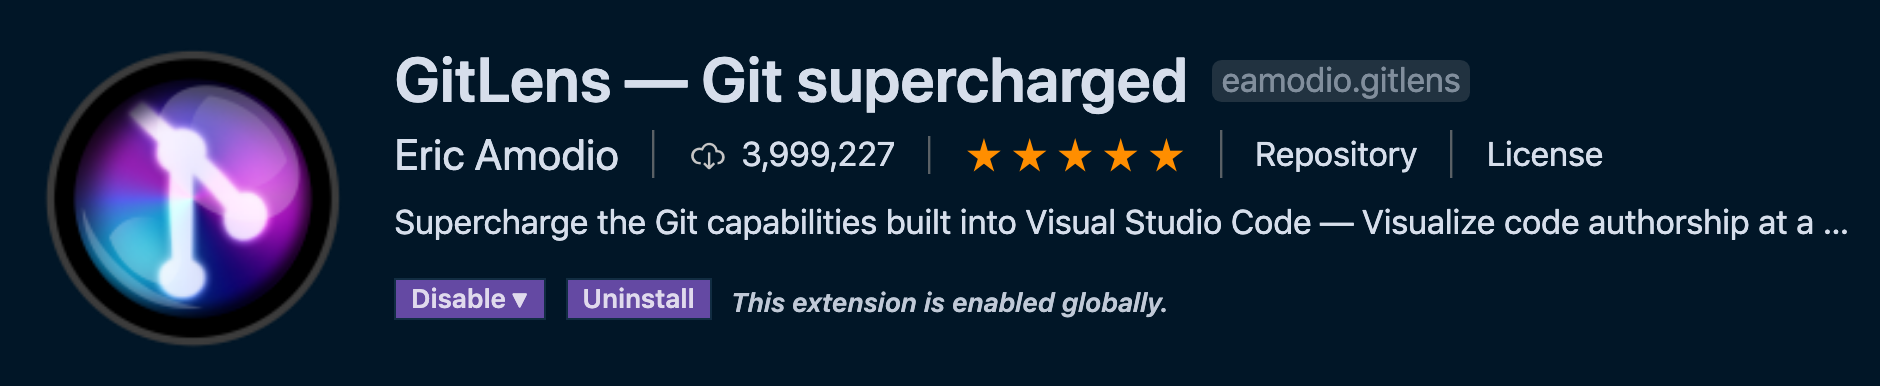 GitLens — Git supercharged eamodio.gitlens
Eric Amodio 3,999,227 Repository License
Supercharge the Git capabilities built into Visual Studio Code — Visualize code authorship at a ...
Disable Uninstall This extension is enabled globally.